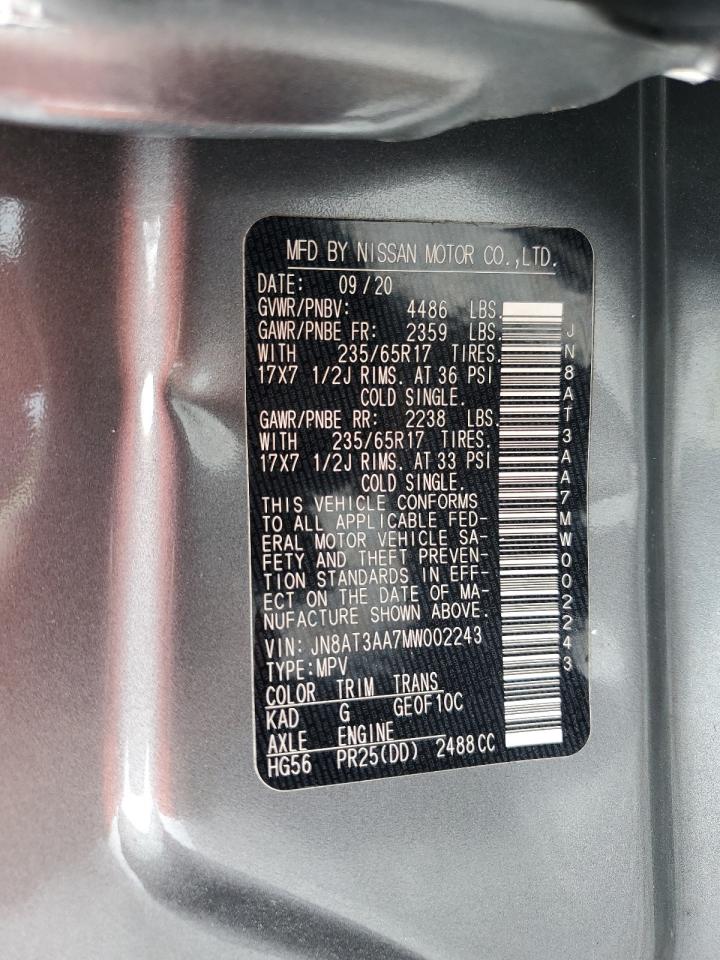 MFD BY NISSAN MOTOR CO.,LTD.
DATE: 09/20
GVWR/PNBV: 4486 LBS.
GAWR/PNBE FR: 2359 LBS.
WITH 235/65R17 TIRES.
17X7 1/2J RIMS. AT 36 PSI
COLD SINGLE.
GAWR/PNBE RR: 2238 LBS.
WITH 235/65R17 TIRES.
17X7 1/2J RIMS. AT 33 PSI
COLD SINGLE.
THIS VEHICLE CONFORMS
TO ALL APPLICABLE FED-
ERAL MOTOR VEHICLE SA-
FETY AND THEFT PREVEN-
TION STANDARDS IN EFF-
ECT ON THE DATE OF MA-
NUFACTURE SHOWN ABOVE.
VIN: JN8AT3AA7MW002243
TYPE:MPV
COLOR TRIM TRANS
KAD G GE0F10C
AXLE ENGINE
HG56 PR25(DD) 2488CC
JN8AT3AA7MW002243